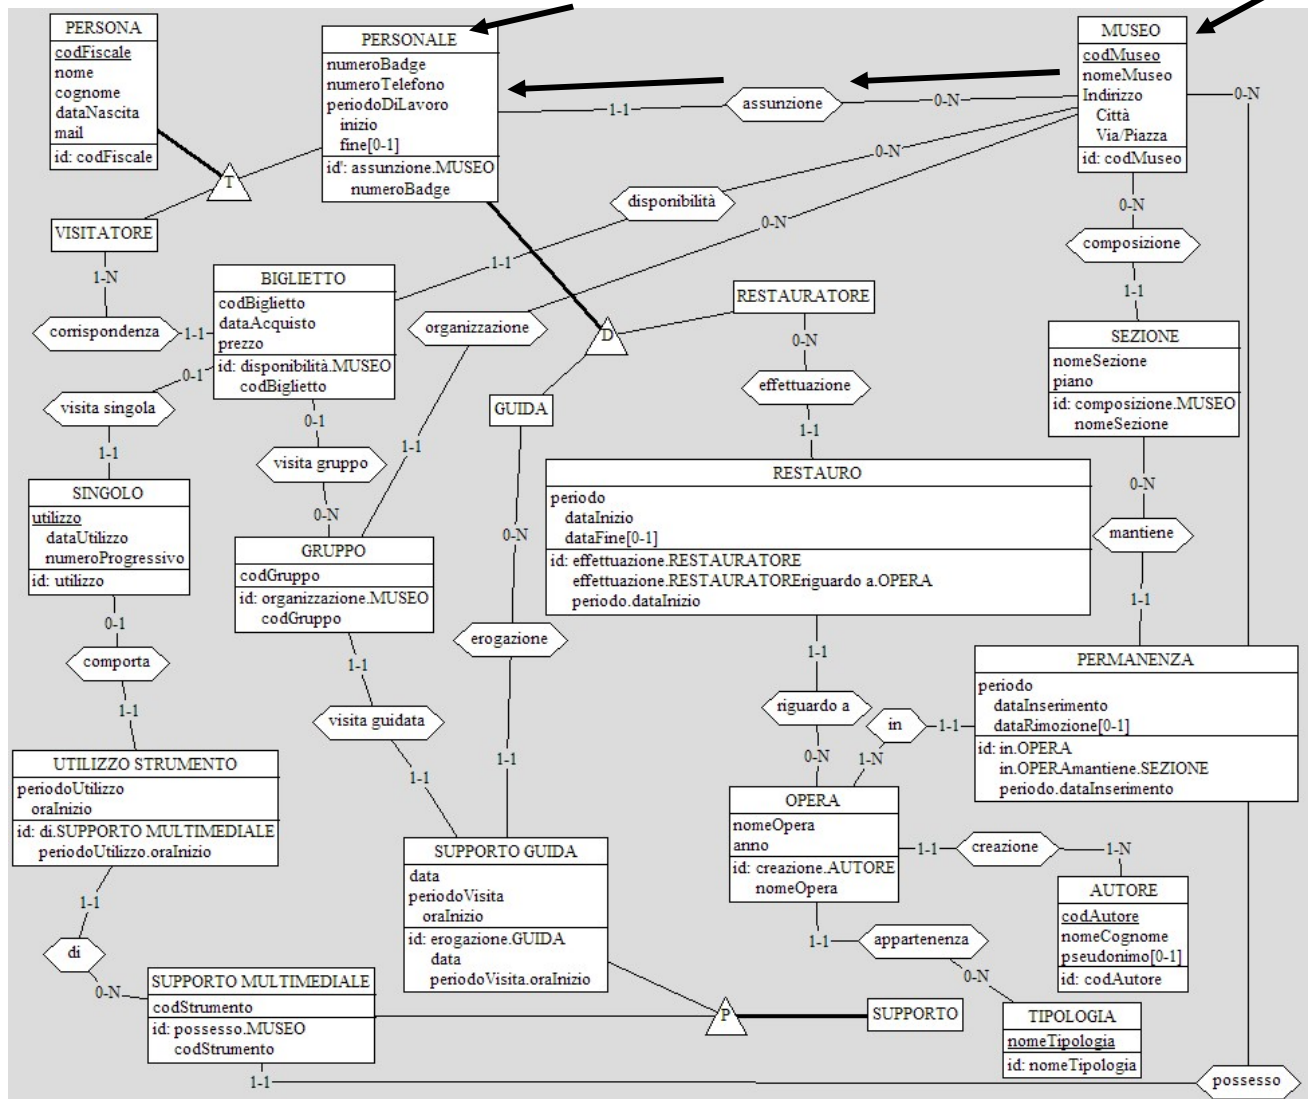 PERSONA
codFiscale
nome
cognome
dataNascita
mail
id: codFiscale
PERSONALE
numeroBadge
numeroTelefono
periodoDiLavoro
inizio
fine[0-1]
id': assunzione.MUSEO
numeroBadge
1-1
assunzione
0-N
MUSEO
codMuseo
nomeMuseo
Indirizzo
Città
Via/Piazza
id: codMuseo
0-N
T
VISITATORE
1-N
corrispondenza
1-1
BIGLIETTO
codBiglietto
dataAcquisto
prezzo
id: disponibilità.MUSEO
codBiglietto
1-1
disponibilità
0-N
organizzazione
0-N
1-1
D
RESTAURATORE
0-N
effettuazione
1-1
0-N
composizione
1-1
SEZIONE
nomeSezione
piano
id: composizione.MUSEO
nomeSezione
0-N
mantiene
1-1
0-1
visita singola
1-1
0-1
visita gruppo
0-N
GUIDA
0-N
erogazione
1-1
RESTAURO
periodo
dataInizio
dataFine[0-1]
id: effettuazione.RESTAURATORE
effettuazione.RESTAURATOREriguardo a.OPERA
periodo.dataInizio
1-1
riguardo a
0-N
SINGOLO
utilizzo
dataUtilizzo
numeroProgressivo
id: utilizzo
0-1
comporta
1-1
GRUPPO
codGruppo
id: organizzazione.MUSEO
codGruppo
1-1
visita guidata
1-1
PERMANENZA
periodo
dataInserimento
dataRimozione[0-1]
id: in.OPERA
in.OPERAmantiene.SEZIONE
periodo.dataInserimento
in
1-1
1-N
UTILIZZO STRUMENTO
periodoUtilizzo
oraInizio
id: di.SUPPORTO MULTIMEDIALE
periodoUtilizzo.oraInizio
1-1
di
0-N
SUPPORTO GUIDA
data
periodoVisita
oraInizio
id: erogazione.GUIDA
data
periodoVisita.oraInizio
OPERA
nomeOpera
anno
id: creazione.AUTORE
nomeOpera
1-1
creazione
1-N
AUTORE
codAutore
nomeCognome
pseudonimo[0-1]
id: codAutore
1-1
appartenenza
0-N
SUPPORTO MULTIMEDIALE
codStrumento
id: possesso.MUSEO
codStrumento
1-1
P
SUPPORTO
TIPOLOGIA
nomeTipologia
id: nomeTipologia
possesso